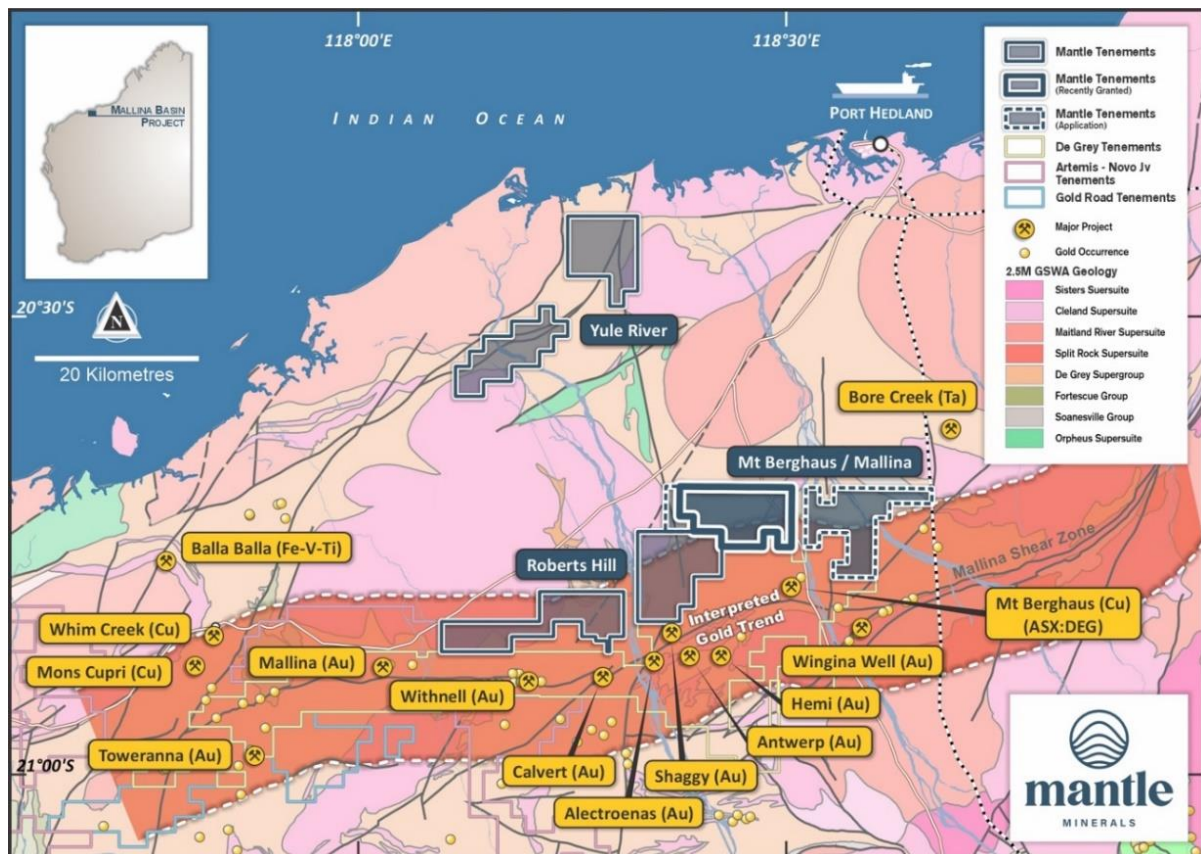 118°00'E
118°30'E
MALLINA BASIN
PROJECT
INDIAN OCEAN
PORT HEDLAND
20°30'S
N
20 Kilometres
Yule River
Bore Creek (Ta)
Mt Berghaus / Mallina
Balla Balla (Fe-V-Ti)
Roberts Hill
Mallina Shear Zone
Interpreted
Gold Trend
Mt Berghaus (Cu)
(ASX:DEG)
Whim Creek (Cu)
Mons Cupri (Cu)
Mallina (Au)
Withnell (Au)
Wingina Well (Au)
Hemi (Au)
Toweranna (Au)
Calvert (Au)
Shaggy (Au)
Antwerp (Au)
Alectroenas (Au)
21°00'S
Mantle Tenements
Mantle Tenements
(Recently Granted)
Mantle Tenements
(Application)
De Grey Tenements
Artemis - Novo Jv
Tenements
Gold Road Tenements
Major Project
Gold Occurrence
2.5M GSWA Geology
Sisters Suersuite
Cleland Supersuite
Maitland River Supersuite
Split Rock Supersuite
De Grey Supergroup
Fortescue Group
Soanesville Group
Orpheus Supersuite
mantle
MINERALS